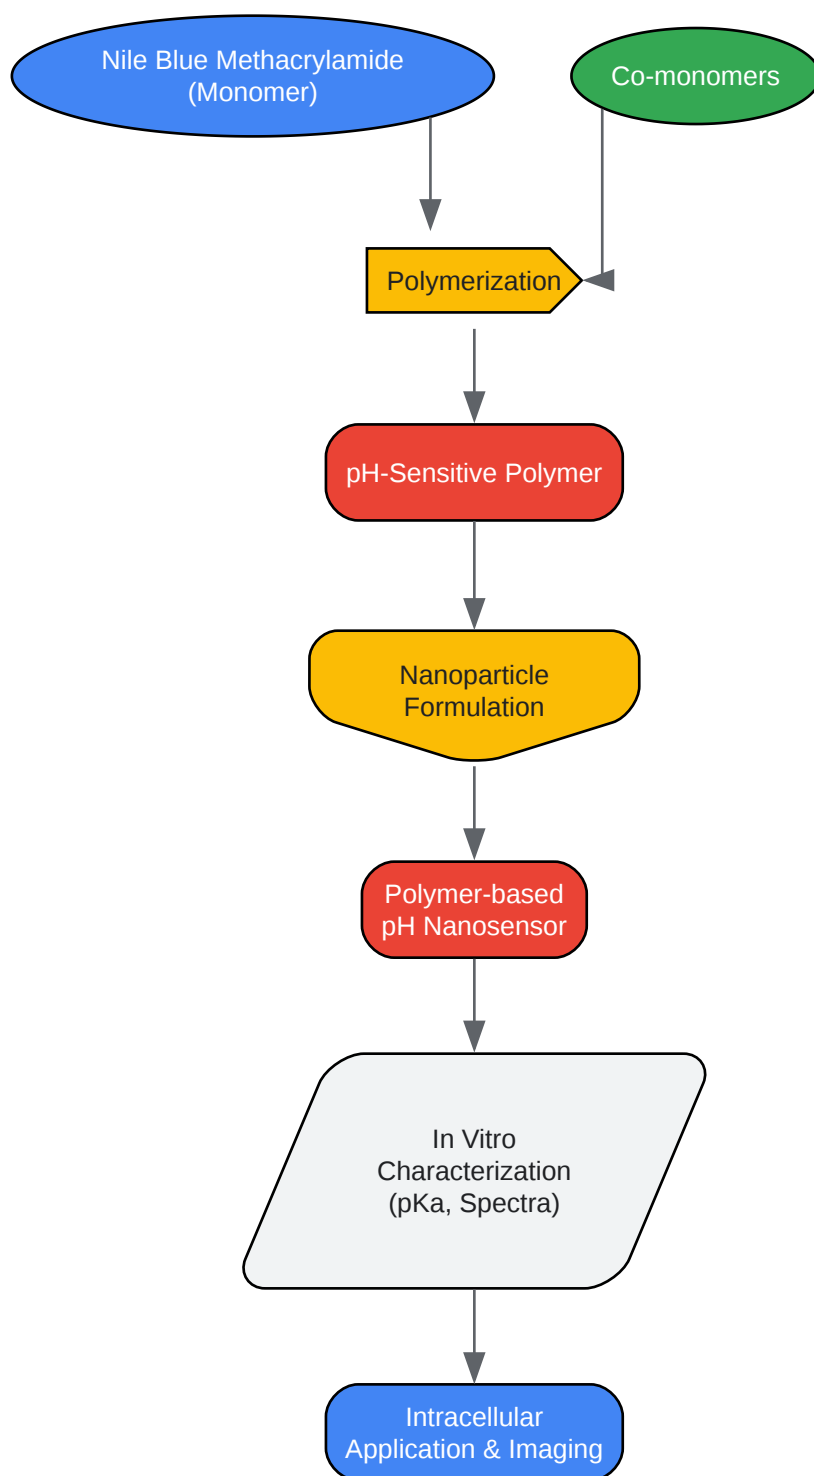 Nile Blue Methacrylamide
(Monomer)
Co-monomers
Polymerization
pH-Sensitive Polymer
Nanoparticle
Formulation
Polymer-based
pH Nanosensor
In Vitro
Characterization
(pKa, Spectra)
Intracellular
Application & Imaging